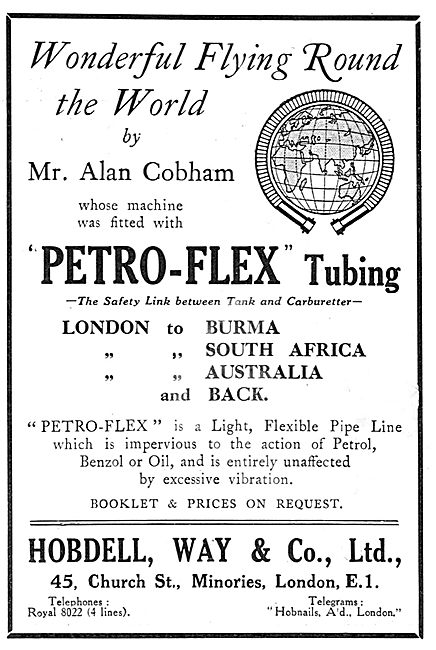 Wonderful Flying Round
the World
by
Mr. Alan Cobham
whose machine
was fitted with
"PETRO-FLEX" Tubing
—The Safety Link between Tank and Carburetter—
LONDON to BURMA
„ „ SOUTH AFRICA
„ „ AUSTRALIA
and BACK.
"PETRO-FLEX" is a Light, Flexible Pipe Line
which is impervious to the action of Petrol,
Benzol or Oil, and is entirely unaffected
by excessive vibration.
BOOKLET & PRICES ON REQUEST.
HOBDELL, WAY & Co., Ltd.,
45, Church St., Minories, London, E.1.
Telephones :
Royal 8022 (4 lines).
Telegrams :
"Hobnails, A'd., London."